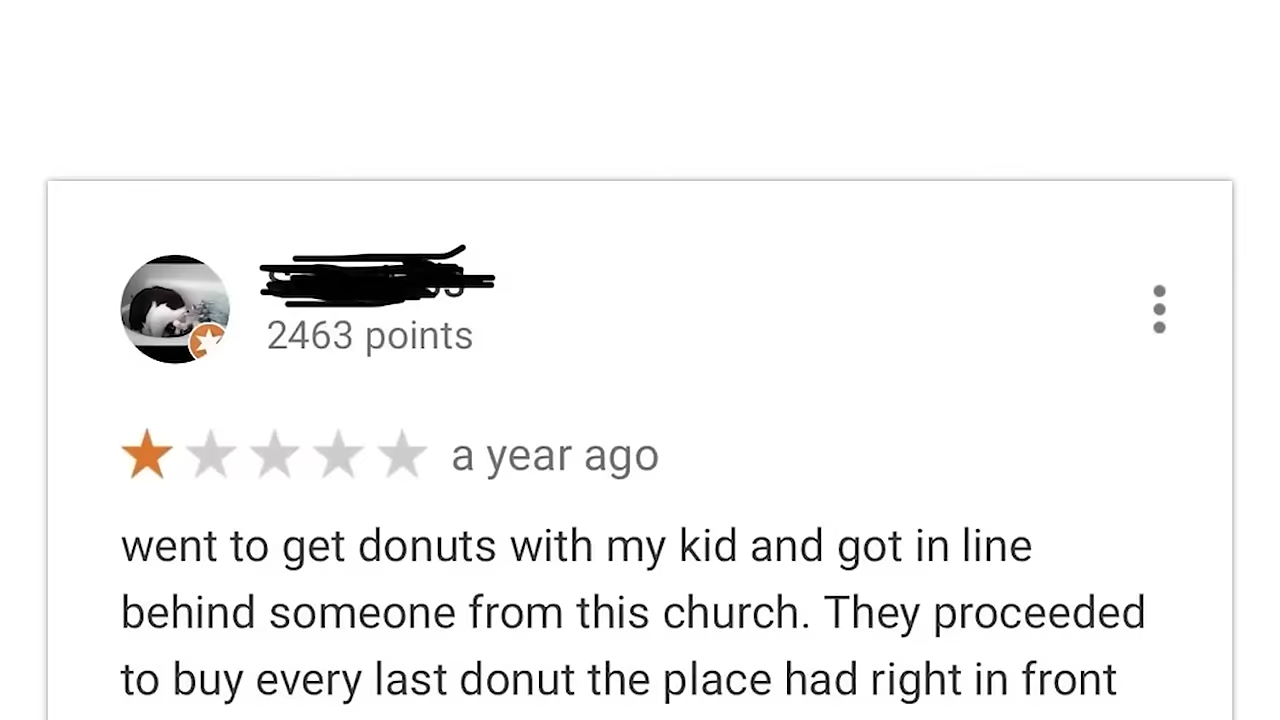 2463 points
a year ago
went to get donuts with my kid and got in line
behind someone from this church. They proceeded
to buy every last donut the place had right in front